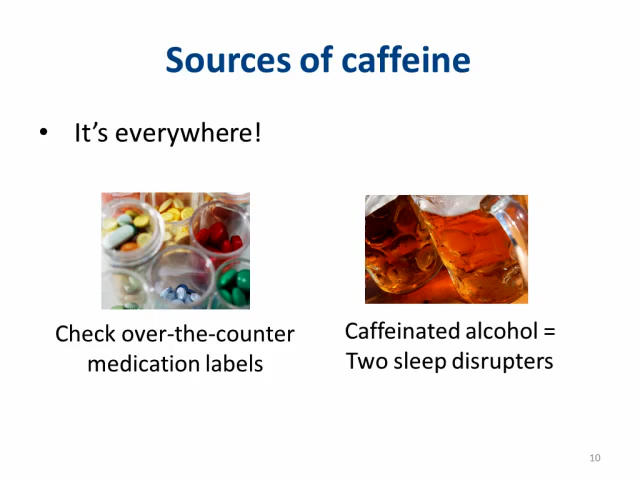 Sources of caffeine
• It’s everywhere!
Check over-the-counter
medication labels
Caffeinated alcohol =
Two sleep disrupters
10